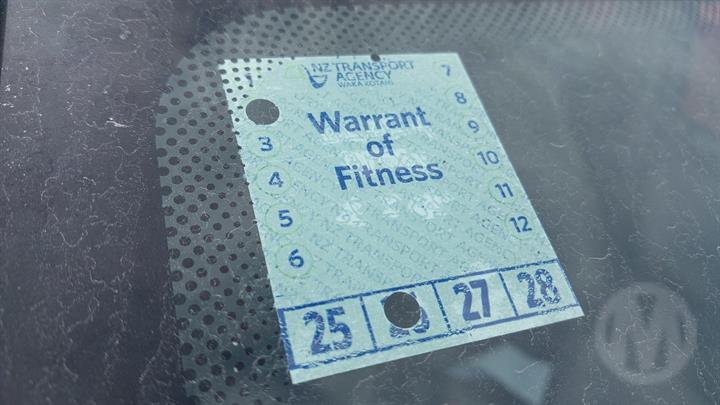 NZ TRANSPORT
AGENCY
WAKA KOTAHI
Warrant
of
Fitness
1
3
4
5
6
7
8
9
10
11
12
25
27
28
M